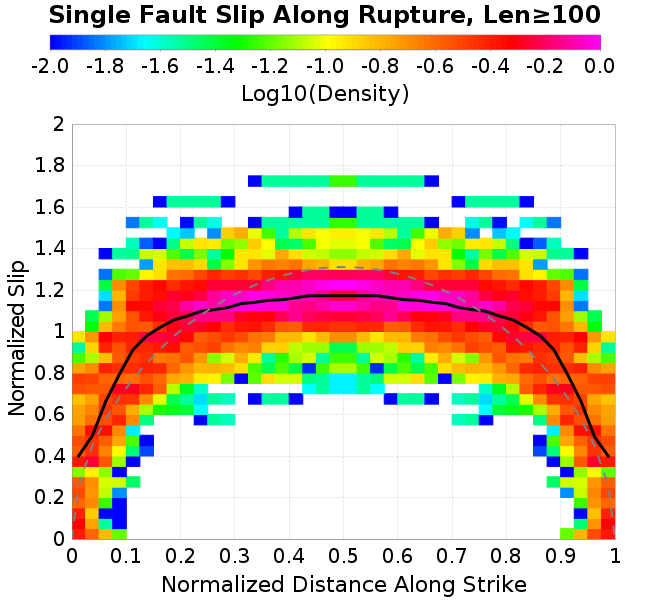 Single Fault Slip Along Rupture, Len≥100
-2.0 -1.8 -1.6 -1.4 -1.2 -1.0 -0.8 -0.6 -0.4 -0.2 0.0
Log10(Density)
2
1.8
1.6
1.4
1.2
1
0.8
0.6
0.4
0.2
0
Normalized Slip
0 0.1 0.2 0.3 0.4 0.5 0.6 0.7 0.8 0.9 1
Normalized Distance Along Strike